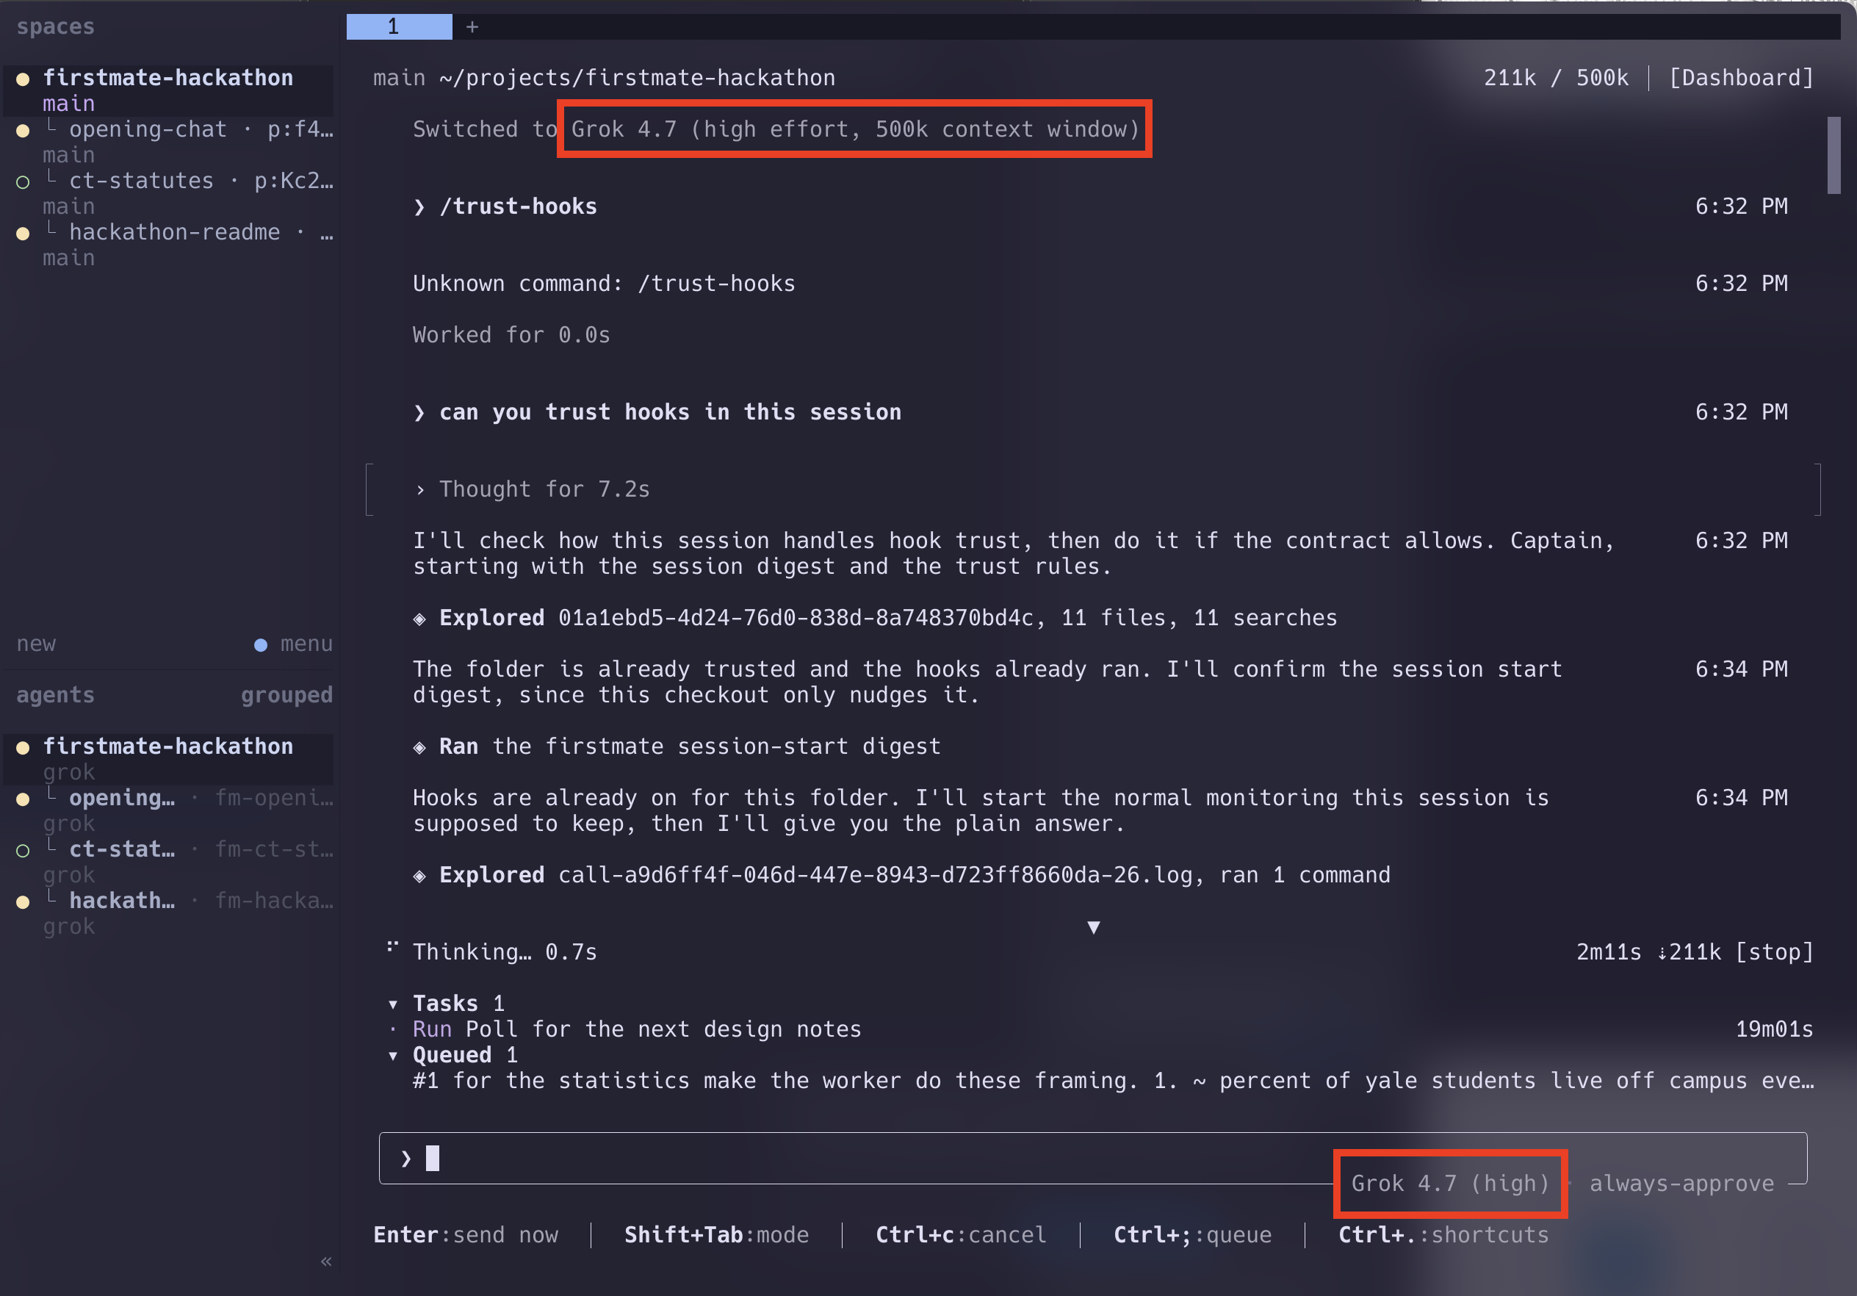 spaces
firstmate-hackathon
main
└ opening-chat · p:f4…
main
└ ct-statutes · p:Kc2…
main
└ hackathon-readme · …
main
new ● menu
agents grouped
firstmate-hackathon
grok
└ opening… · fm-openi…
grok
└ ct-stat… · fm-ct-st…
grok
└ hackath… · fm-hacka…
grok
«
1 +
main ~/projects/firstmate-hackathon 211k / 500k │ [Dashboard]
Switched to Grok 4.7 (high effort, 500k context window)
❯ /trust-hooks 6:32 PM
Unknown command: /trust-hooks 6:32 PM
Worked for 0.0s
❯ can you trust hooks in this session 6:32 PM
› Thought for 7.2s
I'll check how this session handles hook trust, then do it if the contract allows. Captain, 6:32 PM
starting with the session digest and the trust rules.
◈ Explored 01a1ebd5-4d24-76d0-838d-8a748370bd4c, 11 files, 11 searches
The folder is already trusted and the hooks already ran. I'll confirm the session start 6:34 PM
digest, since this checkout only nudges it.
◈ Ran the firstmate session-start digest
Hooks are already on for this folder. I'll start the normal monitoring this session is 6:34 PM
supposed to keep, then I'll give you the plain answer.
◈ Explored call-a9d6ff4f-046d-447e-8943-d723ff8660da-26.log, ran 1 command
▼
Thinking… 0.7s 2m11s ⇣211k [stop]
▾ Tasks 1
· Run Poll for the next design notes 19m01s
▾ Queued 1
#1 for the statistics make the worker do these framing. 1. ~ percent of yale students live off campus eve…
❯
Grok 4.7 (high) · always-approve
Enter:send now │ Shift+Tab:mode │ Ctrl+c:cancel │ Ctrl+;:queue │ Ctrl+.:shortcuts